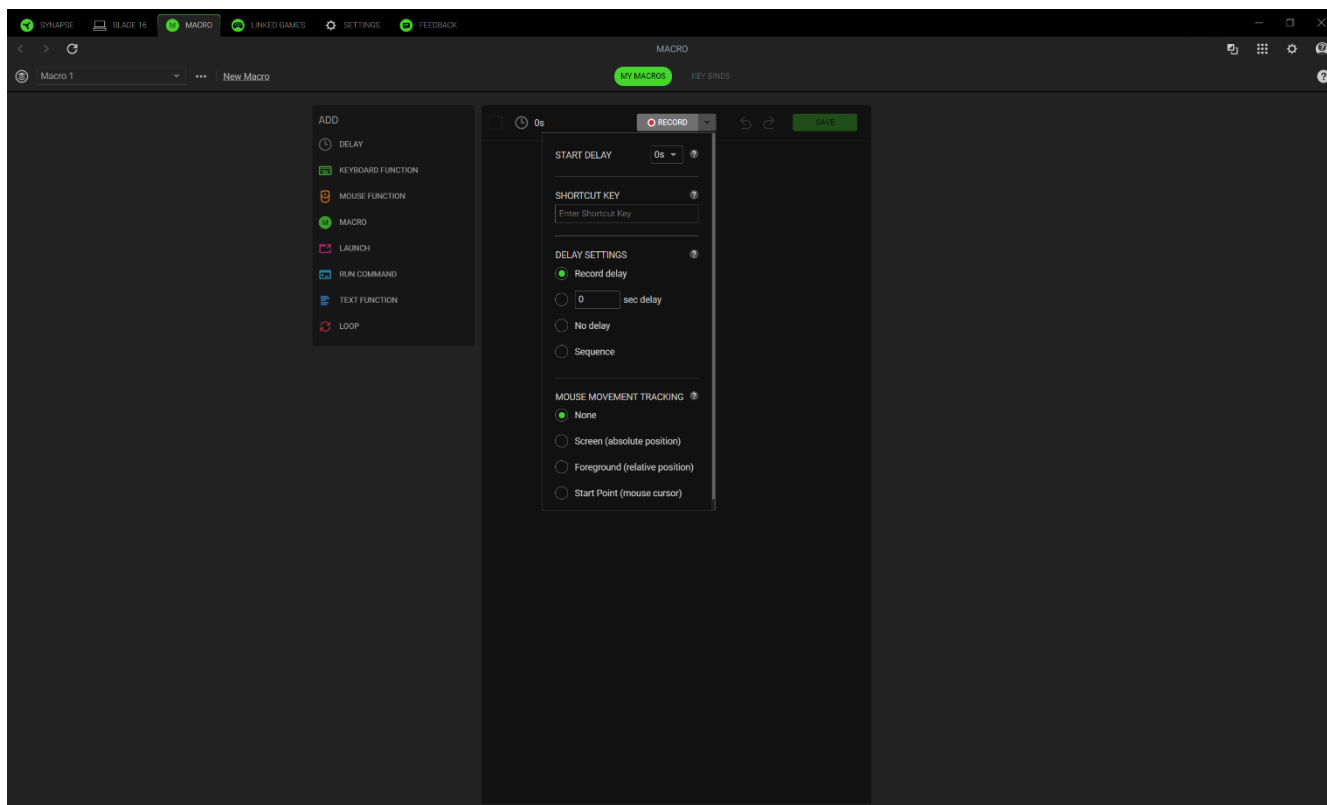 SYNAPSE BLADE 16 MACRO LINKED GAMES SETTINGS FEEDBACK
MACRO
Macro 1 New Macro MY MACROS KEY BINDS
ADD
DELAY
KEYBOARD FUNCTION
MOUSE FUNCTION
MACRO
LAUNCH
RUN COMMAND
TEXT FUNCTION
LOOP
0s RECORD SAVE
START DELAY 0s
SHORTCUT KEY
Enter Shortcut Key
DELAY SETTINGS
Record delay
0 sec delay
No delay
Sequence
MOUSE MOVEMENT TRACKING
None
Screen (absolute position)
Foreground (relative position)
Start Point (mouse cursor)